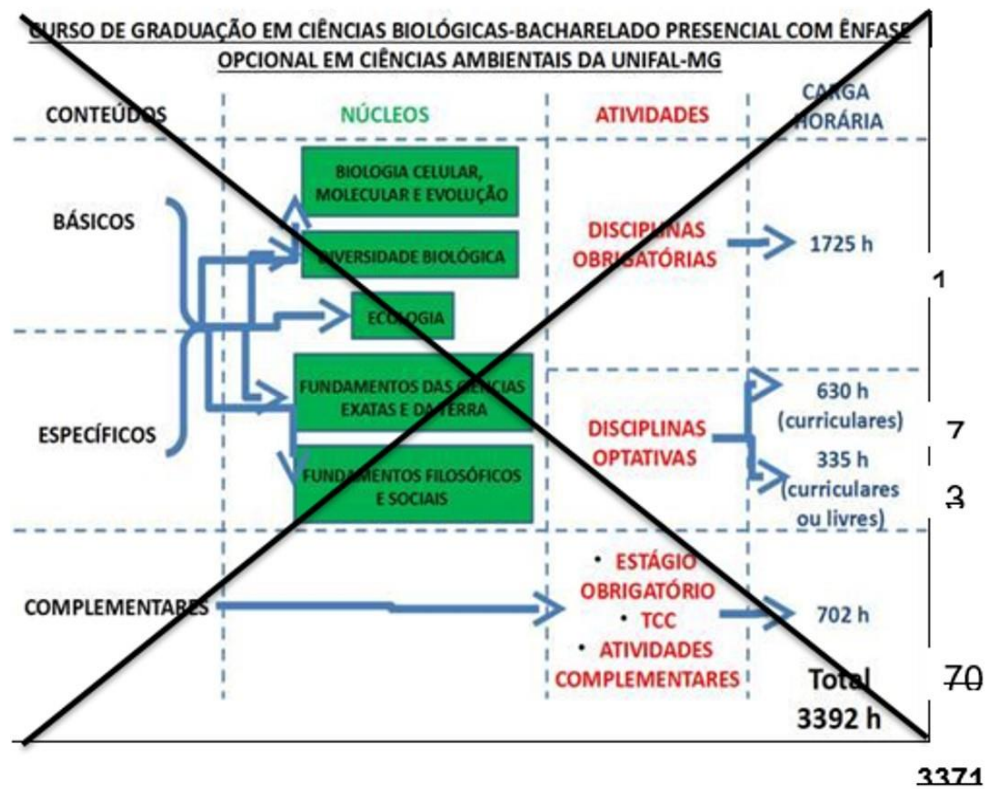 CURSO DE GRADUAÇÃO EM CIÊNCIAS BIOLÓGICAS-BACHARELADO PRESENCIAL COM ÊNFASE
OPCIONAL EM CIÊNCIAS AMBIENTAIS DA UNIFAL-MG
CONTEÚDOS
NÚCLEOS
ATIVIDADES
CARGA
HORÁRIA
BÁSICOS
BIOLOGIA CELULAR,
MOLECULAR E EVOLUÇÃO
DIVERSIDADE BIOLÓGICA
ECOLOGIA
DISCIPLINAS
OBRIGATÓRIAS
1725 h
1
ESPECÍFICOS
FUNDAMENTOS DAS CIÊNCIAS
EXATAS E DA TERRA
FUNDAMENTOS FILOSÓFICOS
E SOCIAIS
DISCIPLINAS
OPTATIVAS
630 h
(curriculares)
335 h
(curriculares
ou livres)
7
3
COMPLEMENTARES
• ESTÁGIO
OBRIGATÓRIO
• TCC
• ATIVIDADES
COMPLEMENTARES
702 h
Total
3392 h
70
3371